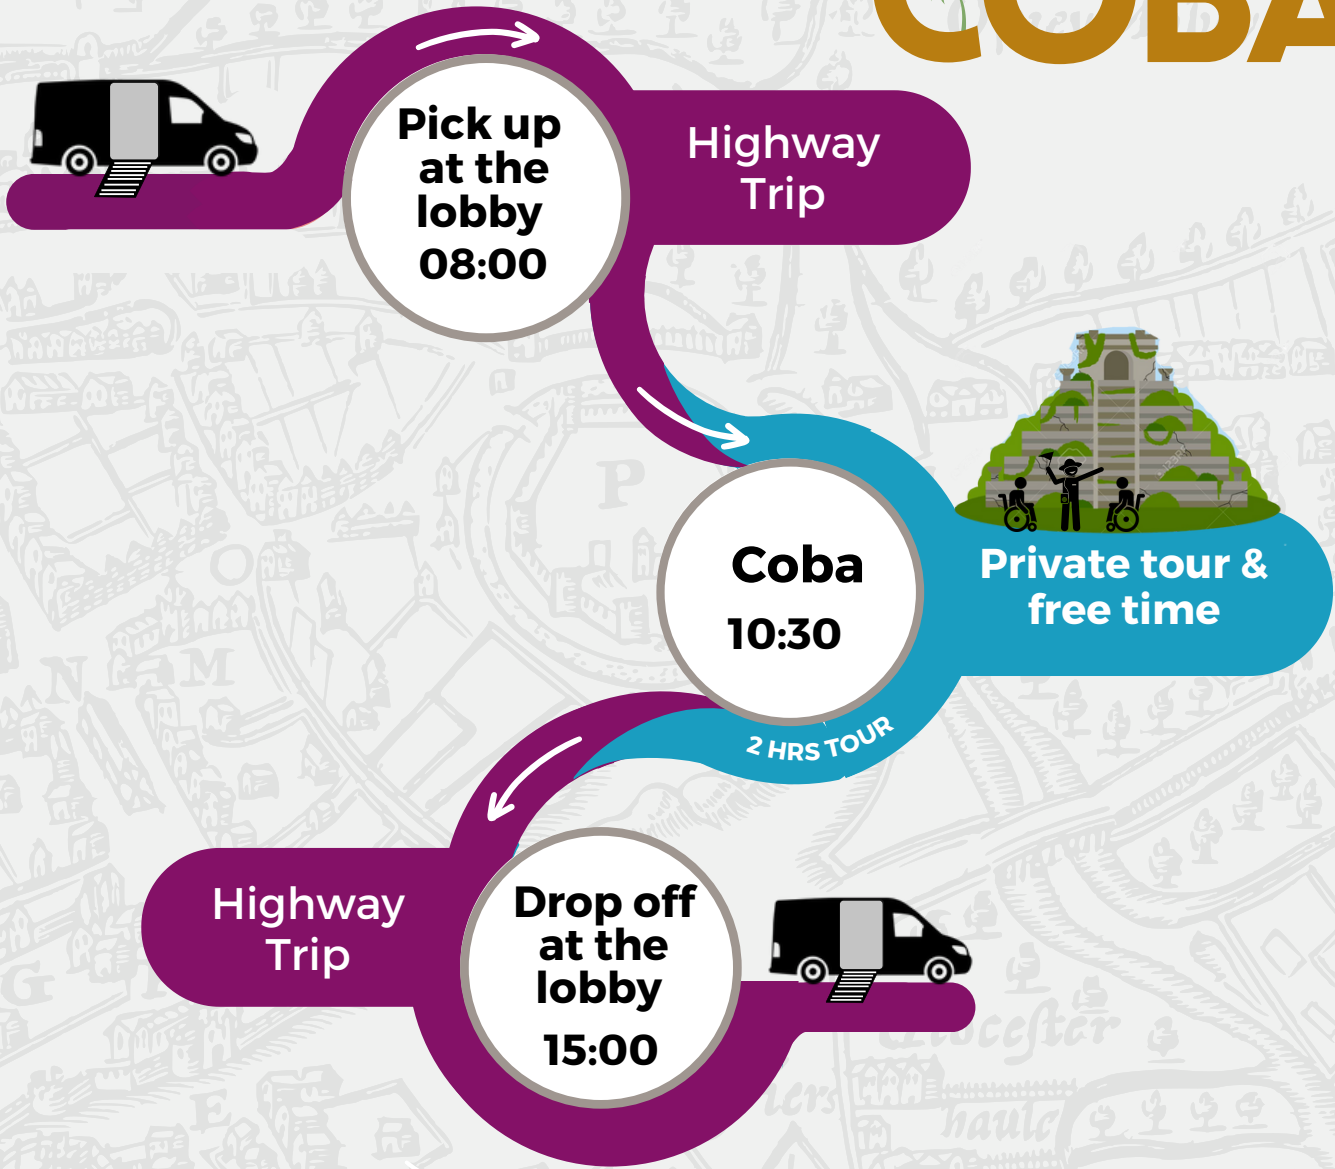 COBA
Pick up
at the
lobby
08:00
Highway
Trip
Coba
10:30
Private tour &
free time
2 HRS TOUR
Highway
Trip
Drop off
at the
lobby
15:00